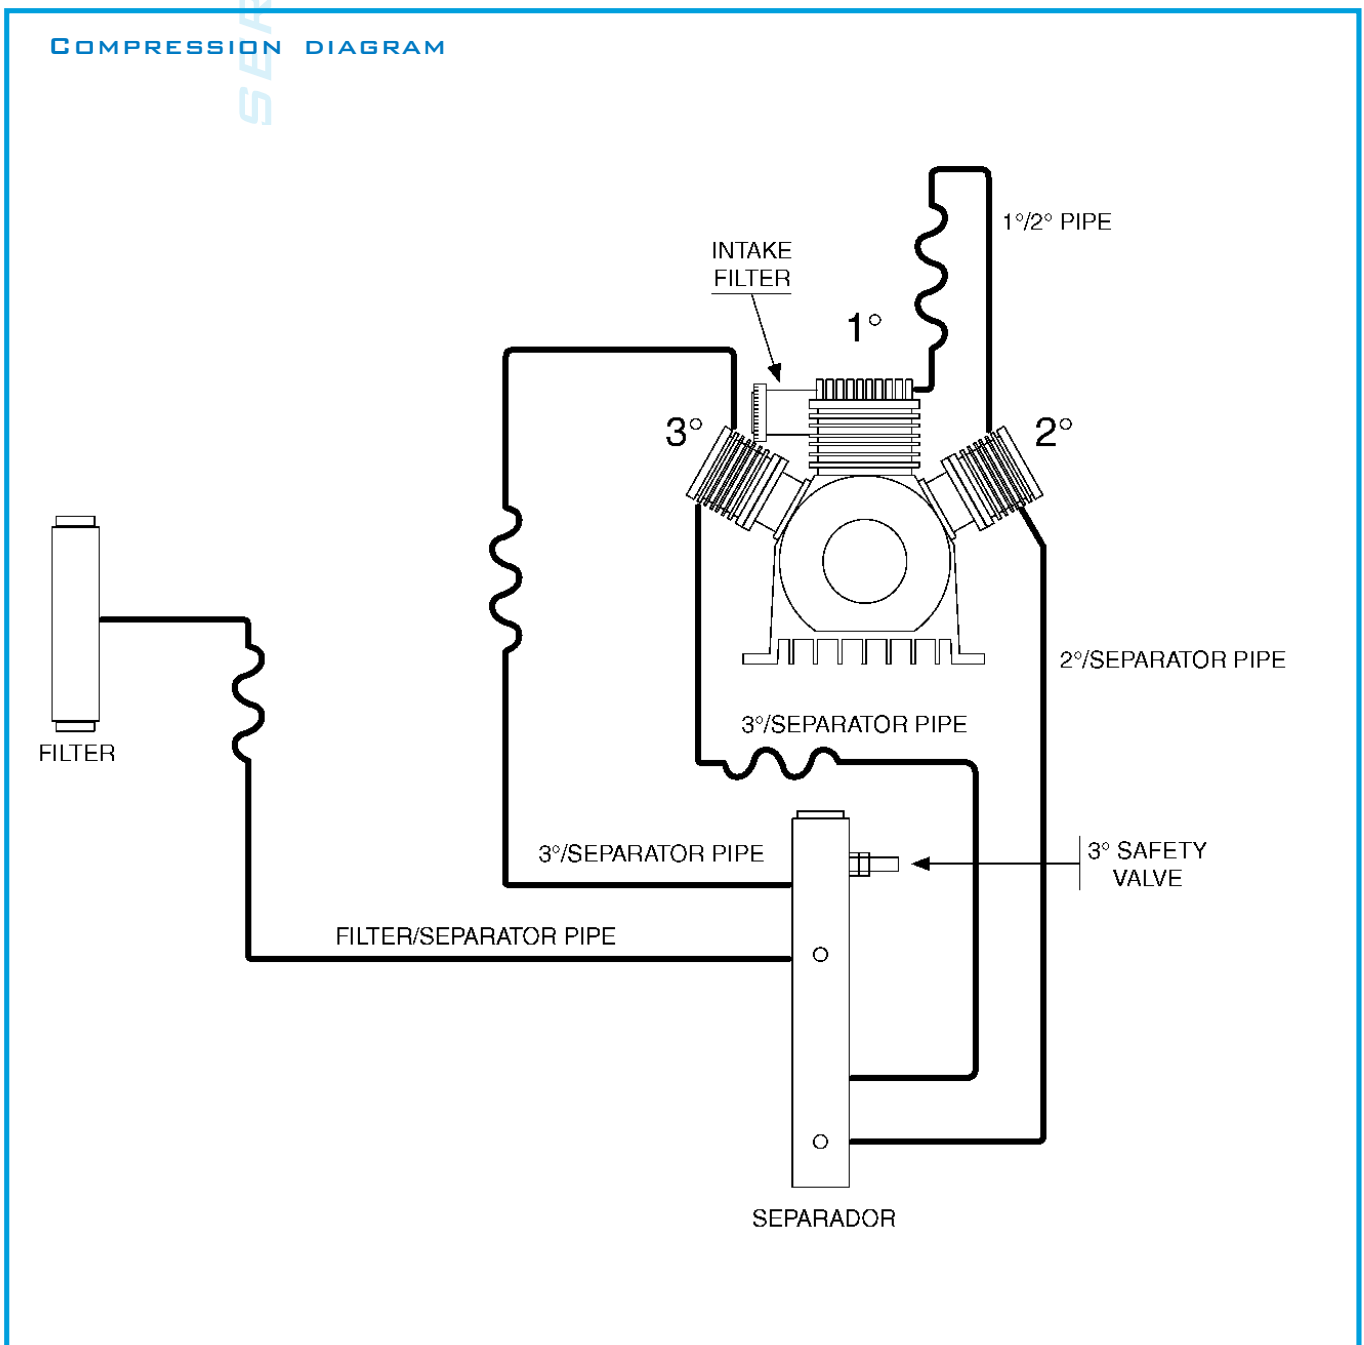 COMPRESSION DIAGRAM
SER
1°/2° PIPE
INTAKE
FILTER
1°
3°
2°
2°/SEPARATOR PIPE
3°/SEPARATOR PIPE
FILTER
3°/SEPARATOR PIPE
3° SAFETY
VALVE
FILTER/SEPARATOR PIPE
SEPARADOR